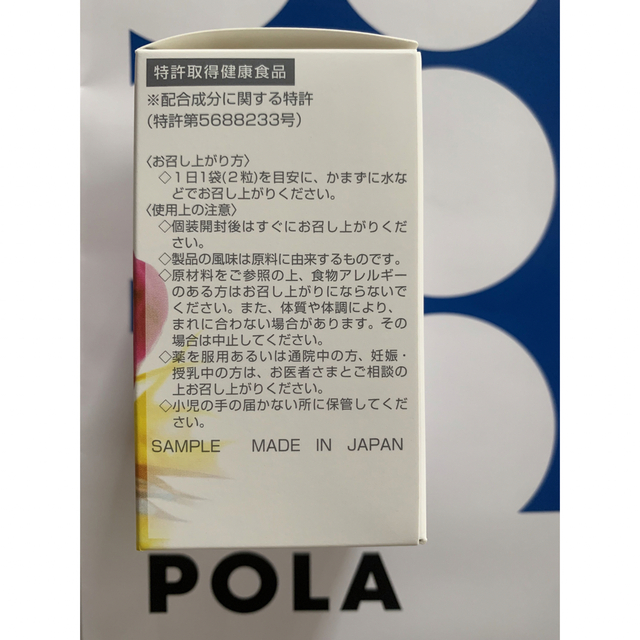 特許取得健康食品
※配合成分に関する特許
(特許第5688233号)
〈お召し上がり方〉
◇1日1袋(2粒)を目安に、かまずに水な
どでお召し上がりください。
〈使用上の注意〉
◇個装開封後はすぐにお召し上がりくだ
さい。
◇製品の風味は原料に由来するものです。
◇原材料をご参照の上、食物アレルギー
のある方はお召し上がりにならないで
ください。また、体質や体調により、
まれに合わない場合があります。その
場合は中止してください。
◇薬を服用あるいは通院中の方、妊娠・
授乳中の方は、お医者さまとご相談の
上お召し上がりください。
◇小児の手の届かない所に保管してくだ
さい。
SAMPLE MADE IN JAPAN
POLA